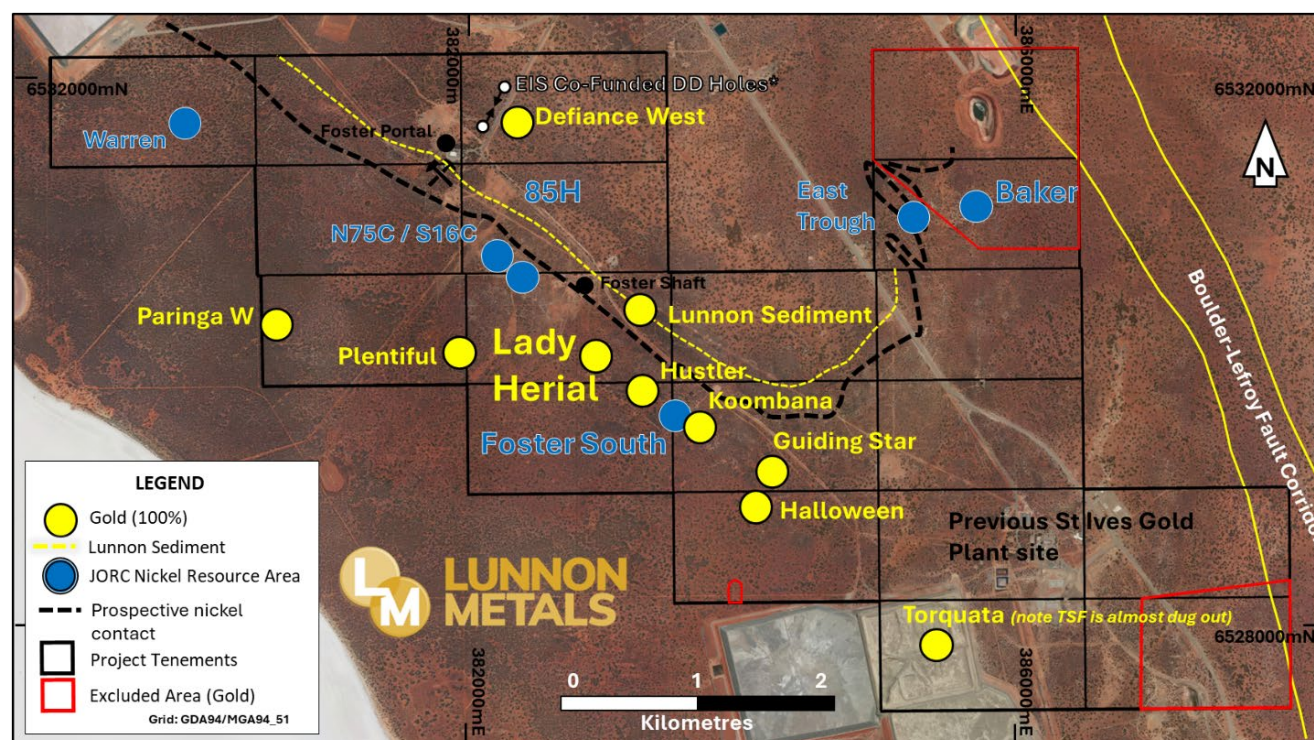 382000m
386000mE
6532000mN
6532000mN
EIS Co-Funded DD Holes*
Defiance West
Warren
Foster Portal
85H
East
Trough
Baker
N75C / S16C
Foster Shaft
Boulder-Lefroy Fault Corrido
Paringa W
Lunnon Sediment
Plentiful
Lady
Herial
Hustler
Koombana
Foster South
Guiding Star
Halloween
Previous St Ives Gold
Plant site
Torquata (note TSF is almost dug out)
6528000mN
382000mE
386000mE
N
LEGEND
Gold (100%)
Lunnon Sediment
JORC Nickel Resource Area
Prospective nickel
contact
Project Tenements
Excluded Area (Gold)
Grid: GDA94/MGA94_51
LM
LUNNON
METALS
0 1 2
Kilometres